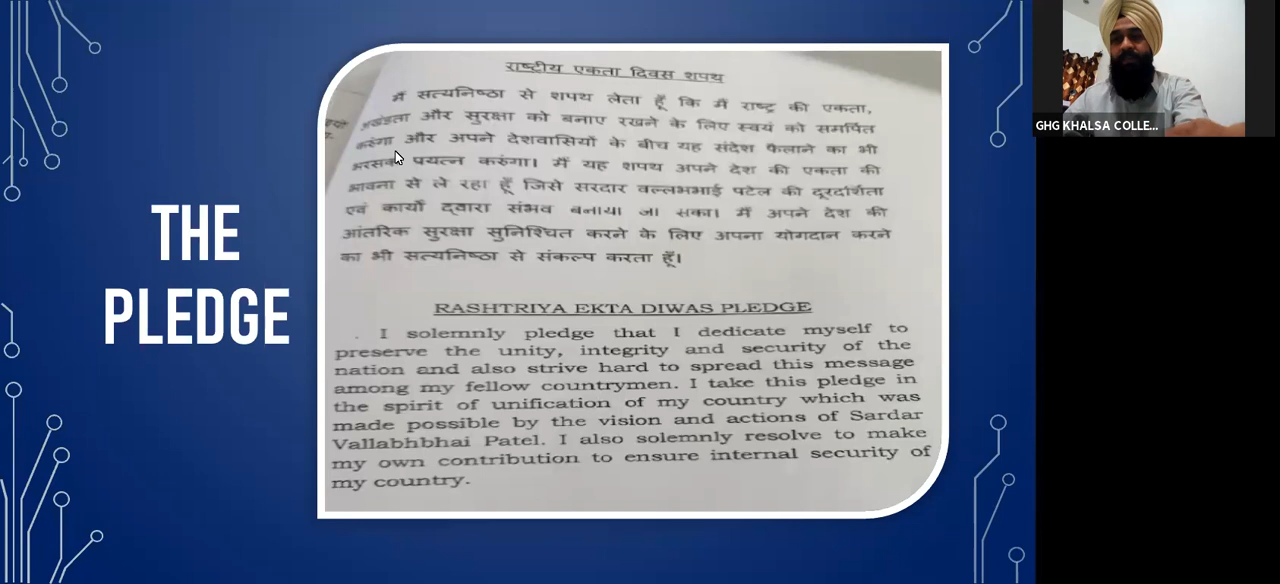 THE
PLEDGE
राष्ट्रीय एकता दिवस शपथ
मैं सत्यनिष्ठा से शपथ लेता हूँ कि मैं राष्ट्र की एकता,
अखंडता और सुरक्षा को बनाए रखने के लिए स्वयं को समर्पित
करुंगा और अपने देशवासियों के बीच यह संदेश फैलाने का भी
भरसक प्रयत्न करुंगा। मैं यह शपथ अपने देश की एकता की
भावना से ले रहा हूँ जिसे सरदार वल्लभभाई पटेल की दूरदर्शिता
एवं कार्यों द्वारा संभव बनाया जा सका। मैं अपने देश की
आंतरिक सुरक्षा सुनिश्चित करने के लिए अपना योगदान करने
का भी सत्यनिष्ठा से संकल्प करता हूँ।
RASHTRIYA EKTA DIWAS PLEDGE
I solemnly pledge that I dedicate myself to
preserve the unity, integrity and security of the
nation and also strive hard to spread this message
among my fellow countrymen. I take this pledge in
the spirit of unification of my country which was
made possible by the vision and actions of Sardar
Vallabhbhai Patel. I also solemnly resolve to make
my own contribution to ensure internal security of
my country.
GHG KHALSA COLLE...